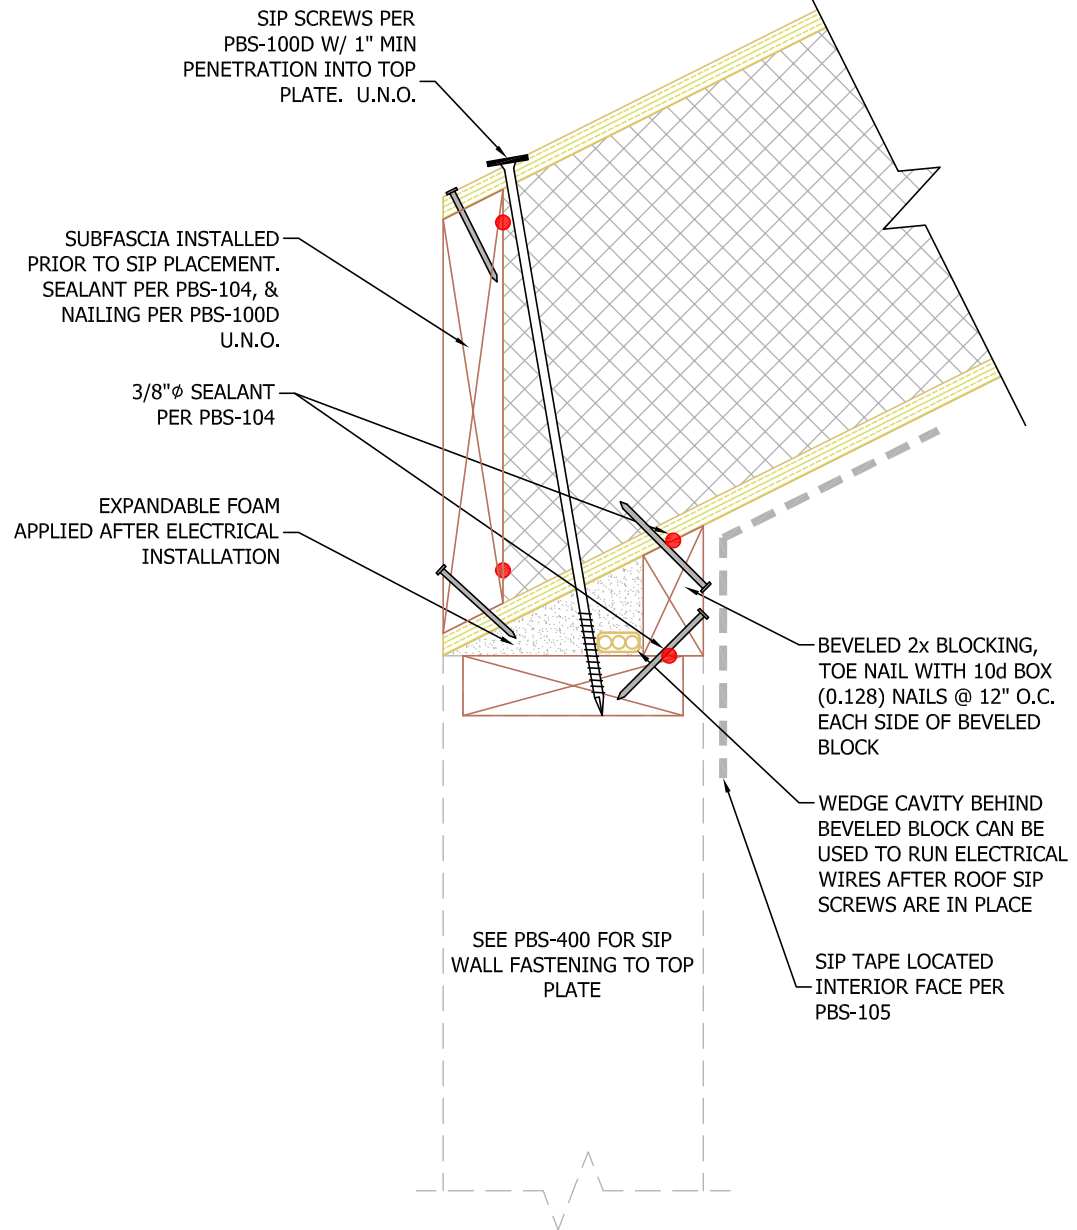 SIP SCREWS PER
PBS-100D W/ 1" MIN
PENETRATION INTO TOP
PLATE. U.N.O.
SUBFASCIA INSTALLED
PRIOR TO SIP PLACEMENT.
SEALANT PER PBS-104, &
NAILING PER PBS-100D
U.N.O.
3/8"⌀ SEALANT
PER PBS-104
EXPANDABLE FOAM
APPLIED AFTER ELECTRICAL
INSTALLATION
BEVELED 2x BLOCKING,
TOE NAIL WITH 10d BOX
(0.128) NAILS @ 12" O.C.
EACH SIDE OF BEVELED
BLOCK
WEDGE CAVITY BEHIND
BEVELED BLOCK CAN BE
USED TO RUN ELECTRICAL
WIRES AFTER ROOF SIP
SCREWS ARE IN PLACE
SEE PBS-400 FOR SIP
WALL FASTENING TO TOP
PLATE
SIP TAPE LOCATED
INTERIOR FACE PER
PBS-105